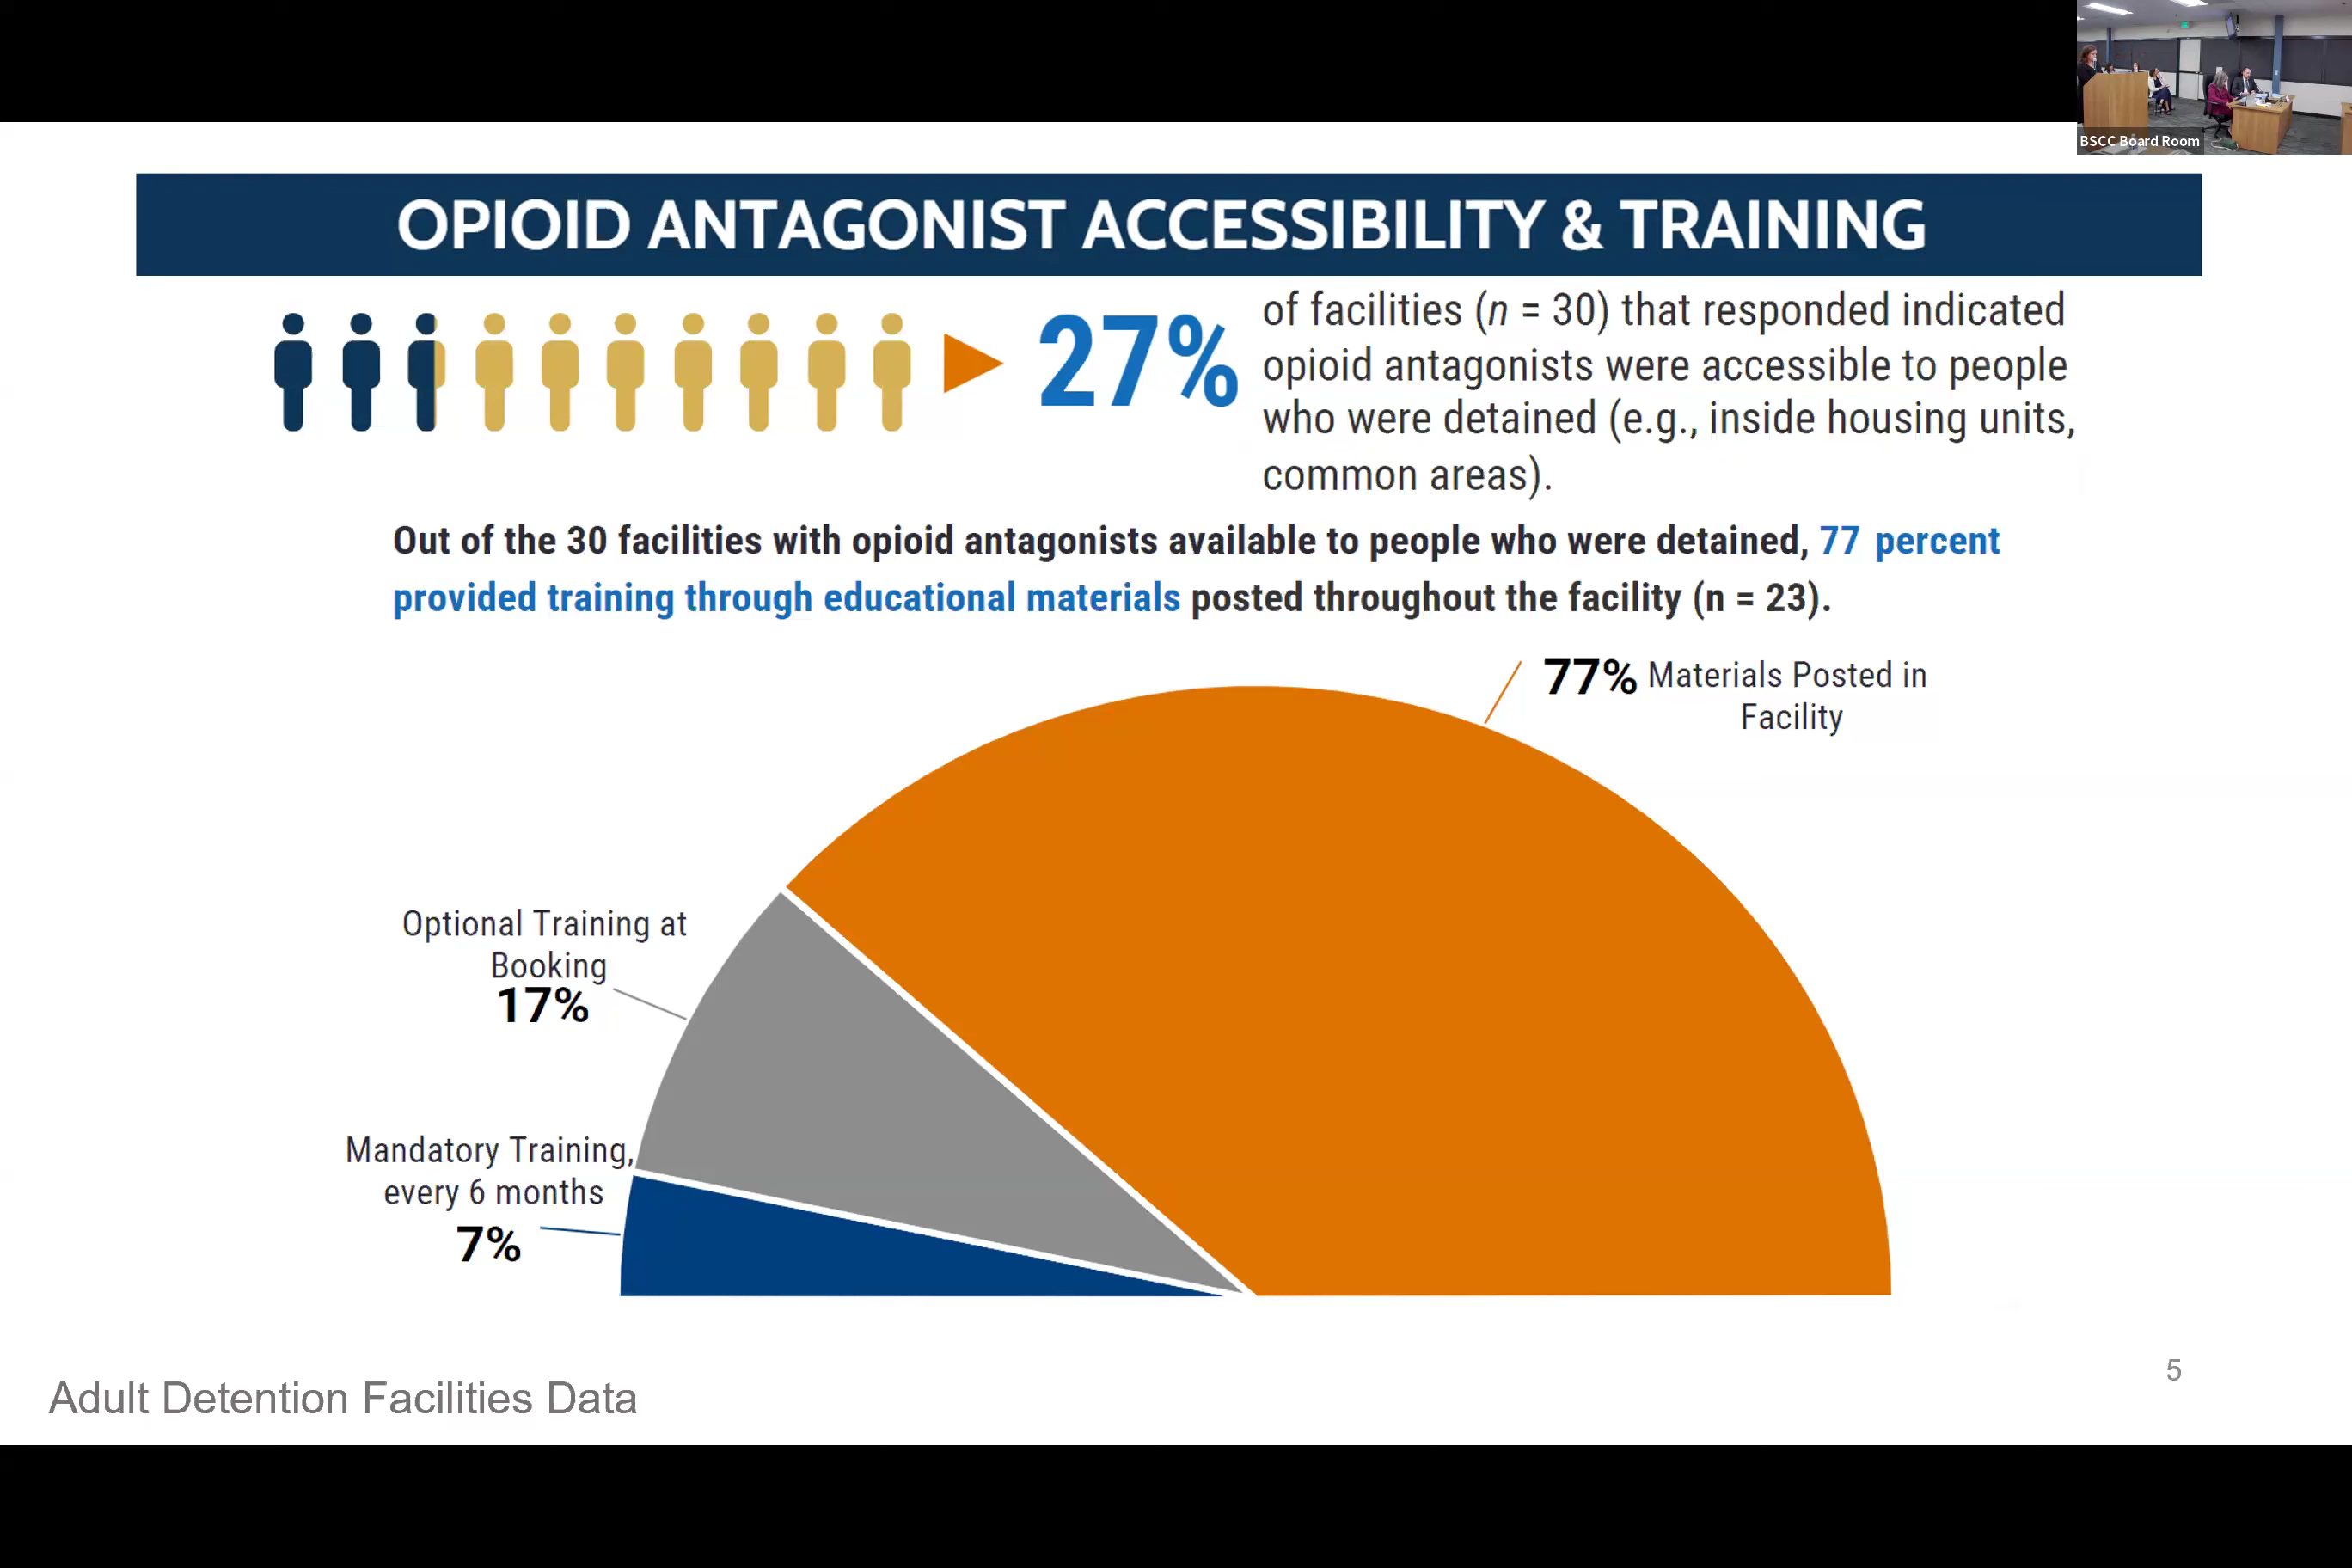 BSCC Board Room
OPIOID ANTAGONIST ACCESSIBILITY & TRAINING
27%
of facilities (n = 30) that responded indicated
opioid antagonists were accessible to people
who were detained (e.g., inside housing units,
common areas).
Out of the 30 facilities with opioid antagonists available to people who were detained, 77 percent
provided training through educational materials posted throughout the facility (n = 23).
77% Materials Posted in
Facility
Optional Training at
Booking
17%
Mandatory Training,
every 6 months
7%
5
Adult Detention Facilities Data